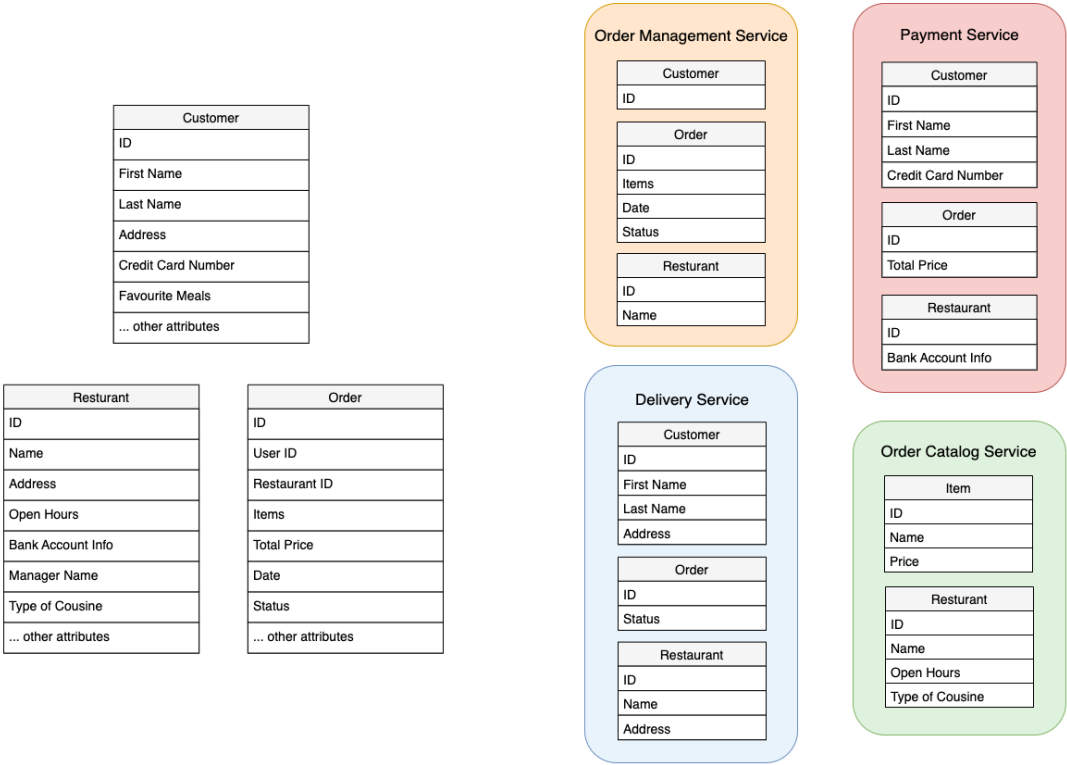 Customer
ID
First Name
Last Name
Address
Credit Card Number
Favourite Meals
... other attributes
Resturant
ID
Name
Address
Open Hours
Bank Account Info
Manager Name
Type of Cousine
... other attributes
Order
ID
User ID
Restaurant ID
Items
Total Price
Date
Status
... other attributes
Order Management Service
Customer
ID
Order
ID
Items
Date
Status
Resturant
ID
Name
Payment Service
Customer
ID
First Name
Last Name
Credit Card Number
Order
ID
Total Price
Restaurant
ID
Bank Account Info
Delivery Service
Customer
ID
First Name
Last Name
Address
Order
ID
Status
Restaurant
ID
Name
Address
Order Catalog Service
Item
ID
Name
Price
Resturant
ID
Name
Open Hours
Type of Cousine